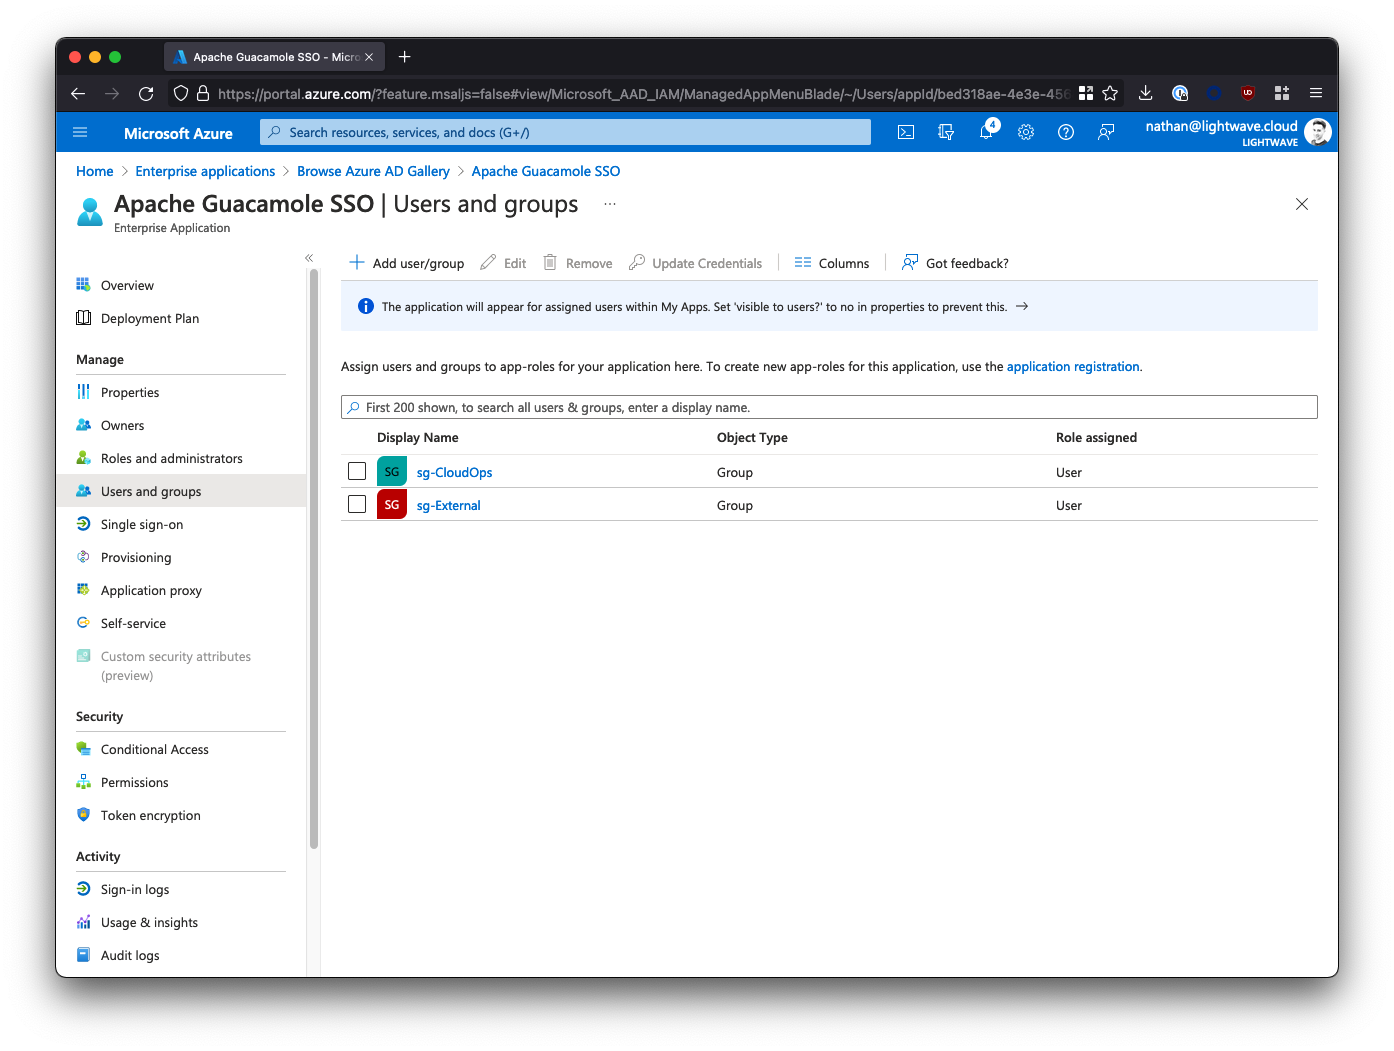 Apache Guacamole SSO - Micro
https://portal.azure.com/?feature.msaljs=false#view/Microsoft_AAD_IAM/ManagedAppMenuBlade/~/Users/appId/bed318ae-4e3e-456
Microsoft Azure
Search resources, services, and docs (G+/)
4
nathan@lightwave.cloud
LIGHTWAVE
Home > Enterprise applications > Browse Azure AD Gallery > Apache Guacamole SSO
Apache Guacamole SSO | Users and groups ...
Enterprise Application
«
Overview
Deployment Plan
Manage
Properties
Owners
Roles and administrators
Users and groups
Single sign-on
Provisioning
Application proxy
Self-service
Custom security attributes
(preview)
Security
Conditional Access
Permissions
Token encryption
Activity
Sign-in logs
Usage & insights
Audit logs
Add user/group Edit Remove Update Credentials Columns Got feedback?
The application will appear for assigned users within My Apps. Set 'visible to users?' to no in properties to prevent this. →
Assign users and groups to app-roles for your application here. To create new app-roles for this application, use the application registration.
First 200 shown, to search all users & groups, enter a display name.
Display Name Object Type Role assigned
SG sg-CloudOps Group User
SG sg-External Group User